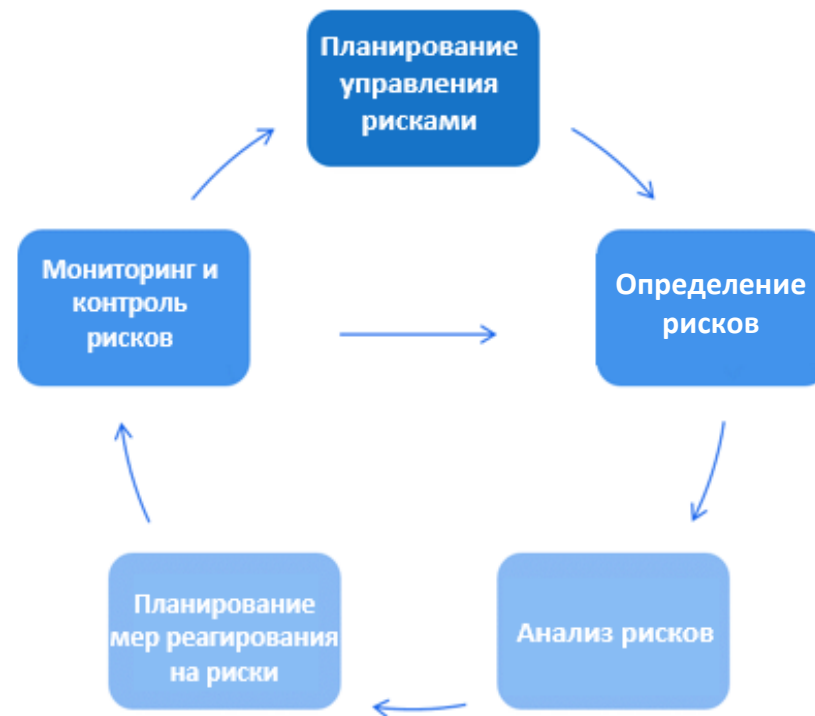 Планирование
управления
рисками
Мониторинг и
контроль
рисков
Определение
рисков
Планирование
мер реагирования
на риски
Анализ рисков